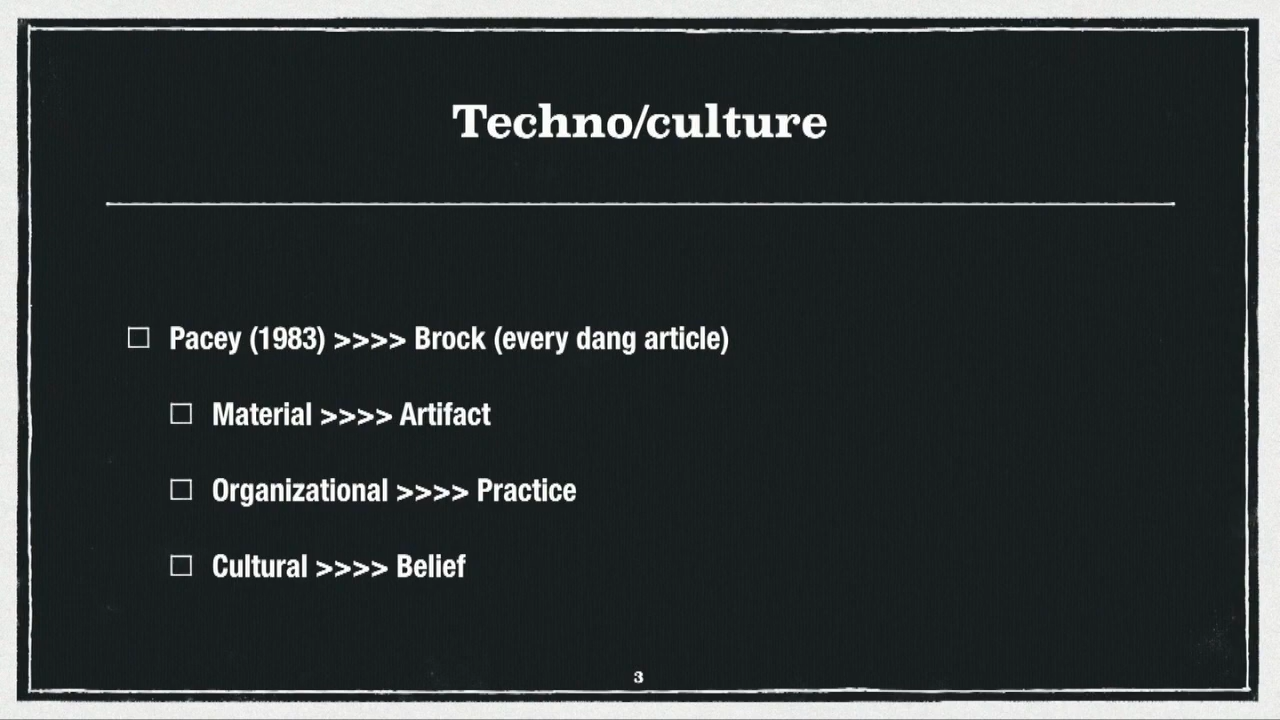 Techno/culture
Pacey (1983) >>>> Brock (every dang article)
Material >>>> Artifact
Organizational >>>> Practice
Cultural >>>> Belief
3